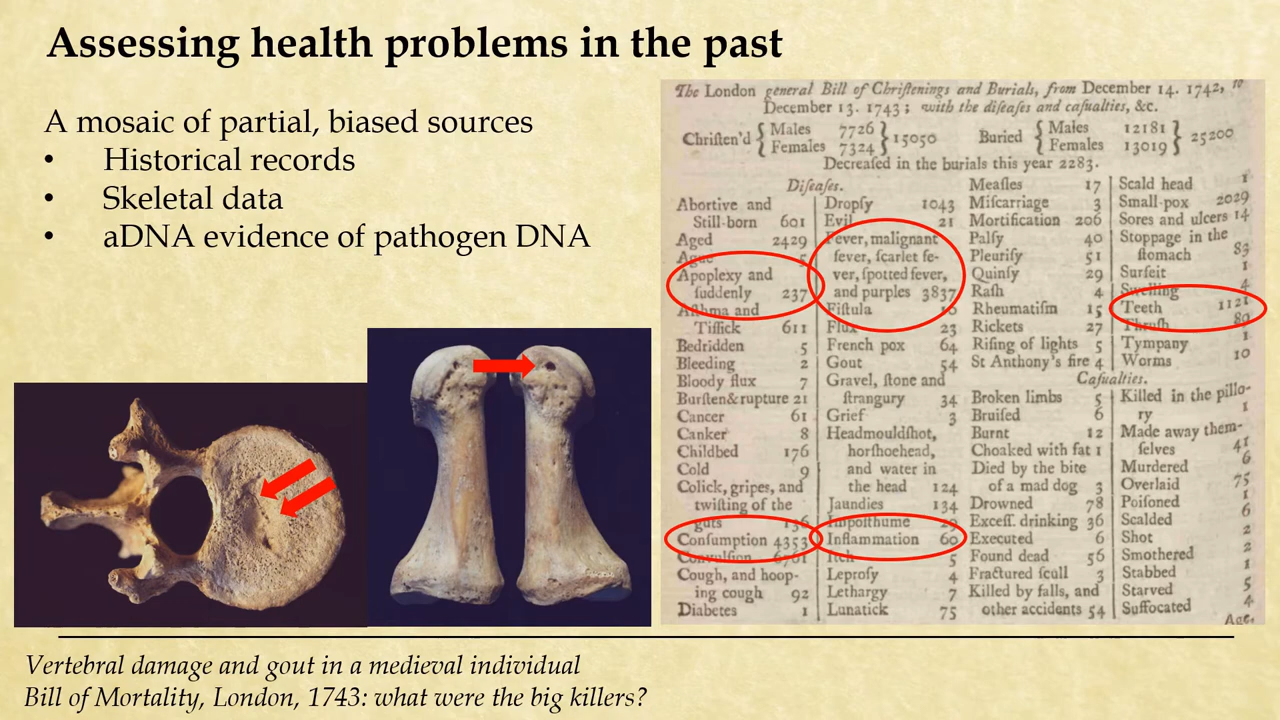 Assessing health problems in the past
A mosaic of partial, biased sources
• Historical records
• Skeletal data
• aDNA evidence of pathogen DNA
The London general Bill of Chriſtenings and Burials, from December 14. 1742, to
December 13. 1743; with the diſeaſes and caſualties, &c.
Chriſten'd { Males 7726
Females 7324 } 15050
Buried { Males 12181
Females 13019 } 25200
Decreaſed in the burials this year 2283.
Diſeaſes.
Abortive and
Still-born 601
Aged 2429
Ague 5
Apoplexy and
ſuddenly 237
Aſthma and
Tiſſick 611
Bedridden 5
Bleeding 2
Bloody flux 7
Burſten & rupture 21
Cancer 61
Canker 8
Childbed 176
Cold 9
Colick, gripes, and
twiſting of the
guts 136
Conſumption 4353
Convulſion 6761
Cough, and hoop-
ing cough 92
Diabetes 1
Dropſy 1043
Evil 21
Fever, malignant
fever, ſcarlet fe-
ver, ſpotted fever,
and purples 3837
Fiſtula
Flux 23
French pox 64
Gout 54
Gravel, ſtone and
ſtrangury 34
Grief 3
Headmouldſhot,
horſhoehead,
and water in
the head 124
Jaundies 134
Impoſthume 29
Inflammation 60
Itch 5
Leproſy 4
Lethargy 7
Lunatick 75
Meaſles 17
Miſcarriage 3
Mortification 206
Palſy 40
Pleuriſy 51
Quinſy 29
Raſh 4
Rheumatiſm 15
Rickets 27
Riſing of lights 5
St Anthony's fire 4
Scald head 1
Small-pox 2029
Sores and ulcers 14
Stoppage in the
ſtomach 83
Surfeit 1
Swelling 4
Teeth 1121
Thruſh 80
Tympany 1
Worms 10
Caſualties.
Broken limbs 5
Bruiſed 6
Burnt 12
Choaked with fat 1
Died by the bite
of a mad dog 3
Drowned 78
Exceſſ. drinking 36
Executed 6
Found dead 56
Fractured ſcull 3
Killed by falls, and
other accidents 54
Killed in the pillo-
ry 1
Made away them-
ſelves 41
Murdered 6
Overlaid 75
Poiſoned 1
Scalded 6
Shot 2
Smothered 2
Stabbed 1
Starved 5
Suffocated 4
Age.
Vertebral damage and gout in a medieval individual
Bill of Mortality, London, 1743: what were the big killers?